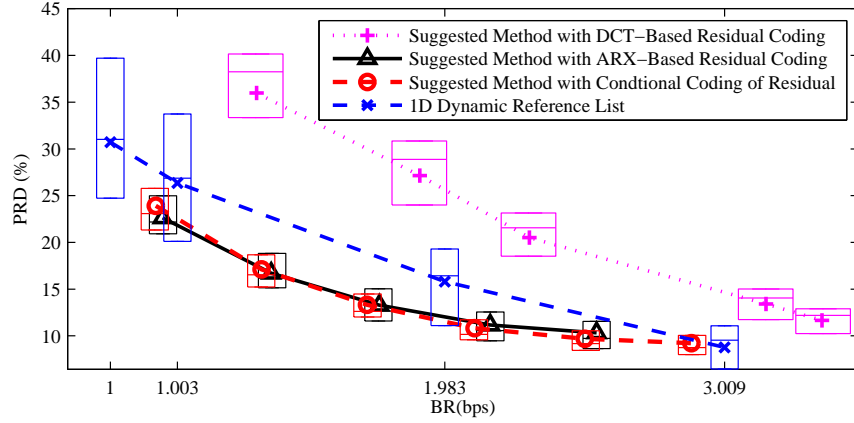 45
40
35
30
25
20
15
10
PRD (%)
Suggested Method with DCT−Based Residual Coding
Suggested Method with ARX−Based Residual Coding
Suggested Method with Condtional Coding of Residual
1D Dynamic Reference List
1 1.003 1.983 3.009
BR(bps)